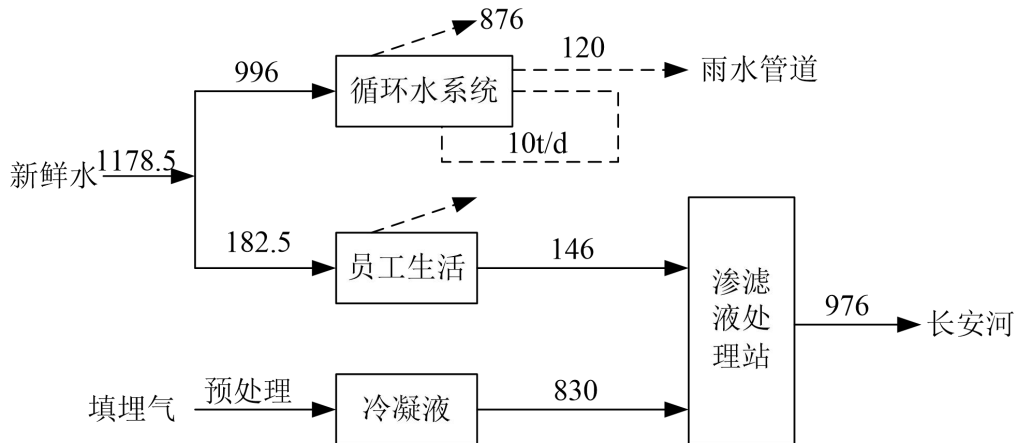 876
120
996
雨水管道
循环水系统
10t/d
1178.5
新鲜水
182.5
146
员工生活
渗滤
液处
理站
976
长安河
预处理
830
填埋气
冷凝液